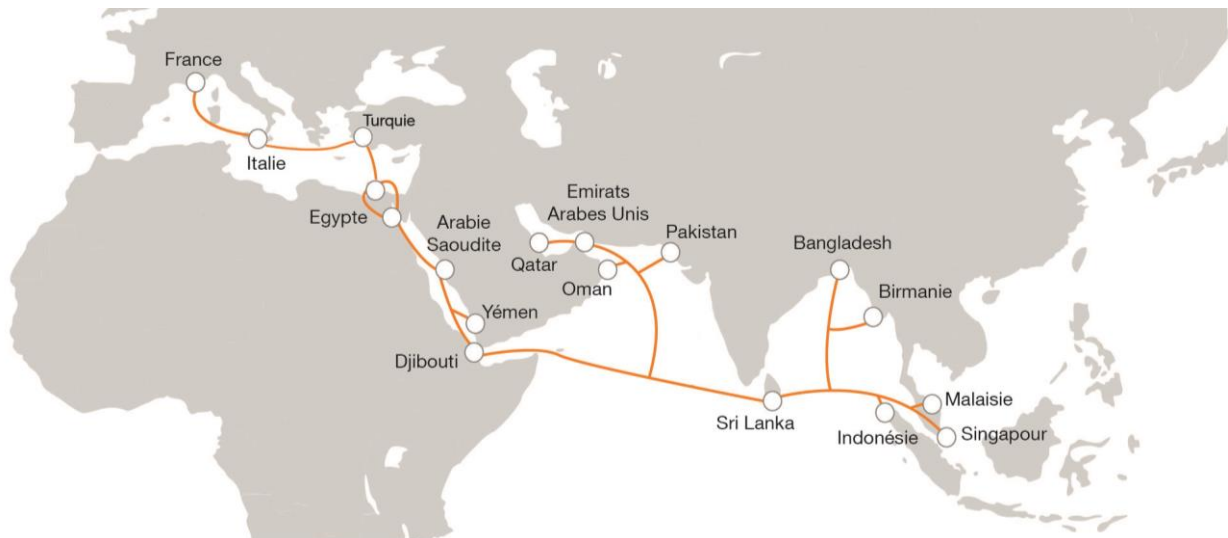 France
Turquie
Italie
Egypte
Arabie
Saoudite
Emirats
Arabes Unis
Qatar
Pakistan
Oman
Bangladesh
Birmanie
Yémen
Djibouti
Sri Lanka
Malaisie
Indonésie
Singapour